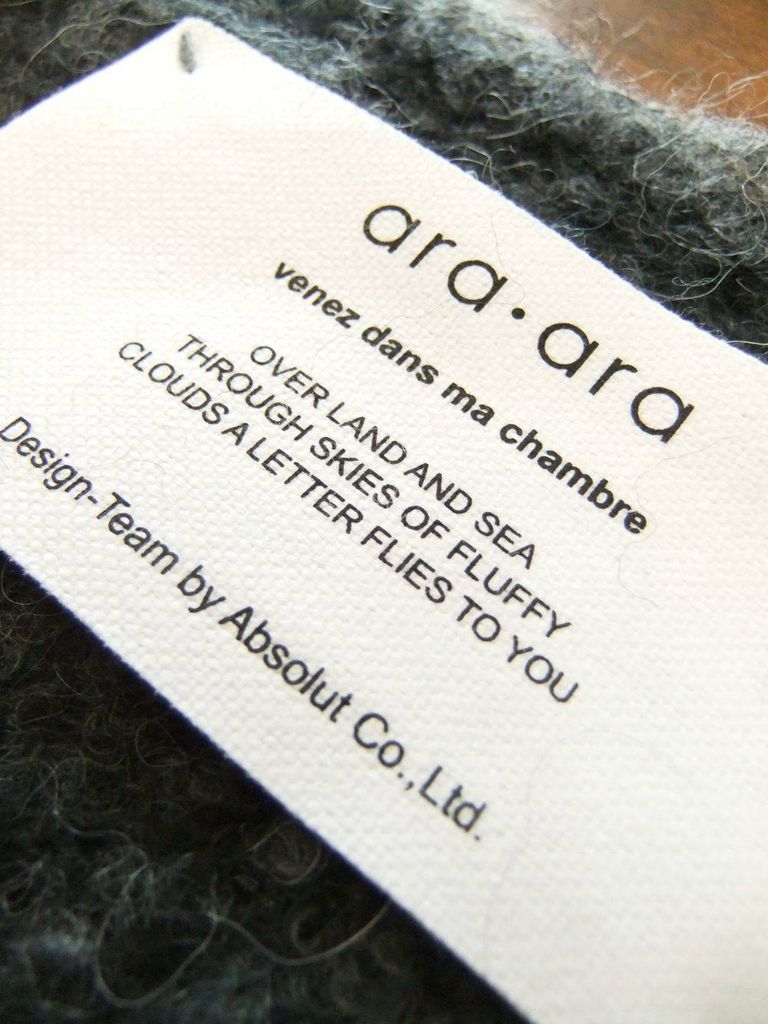 ara·ara
venez dans ma chambre
OVER LAND AND SEA
THROUGH SKIES OF FLUFFY
CLOUDS A LETTER FLIES TO YOU
Design-Team by Absolut Co.,Ltd.